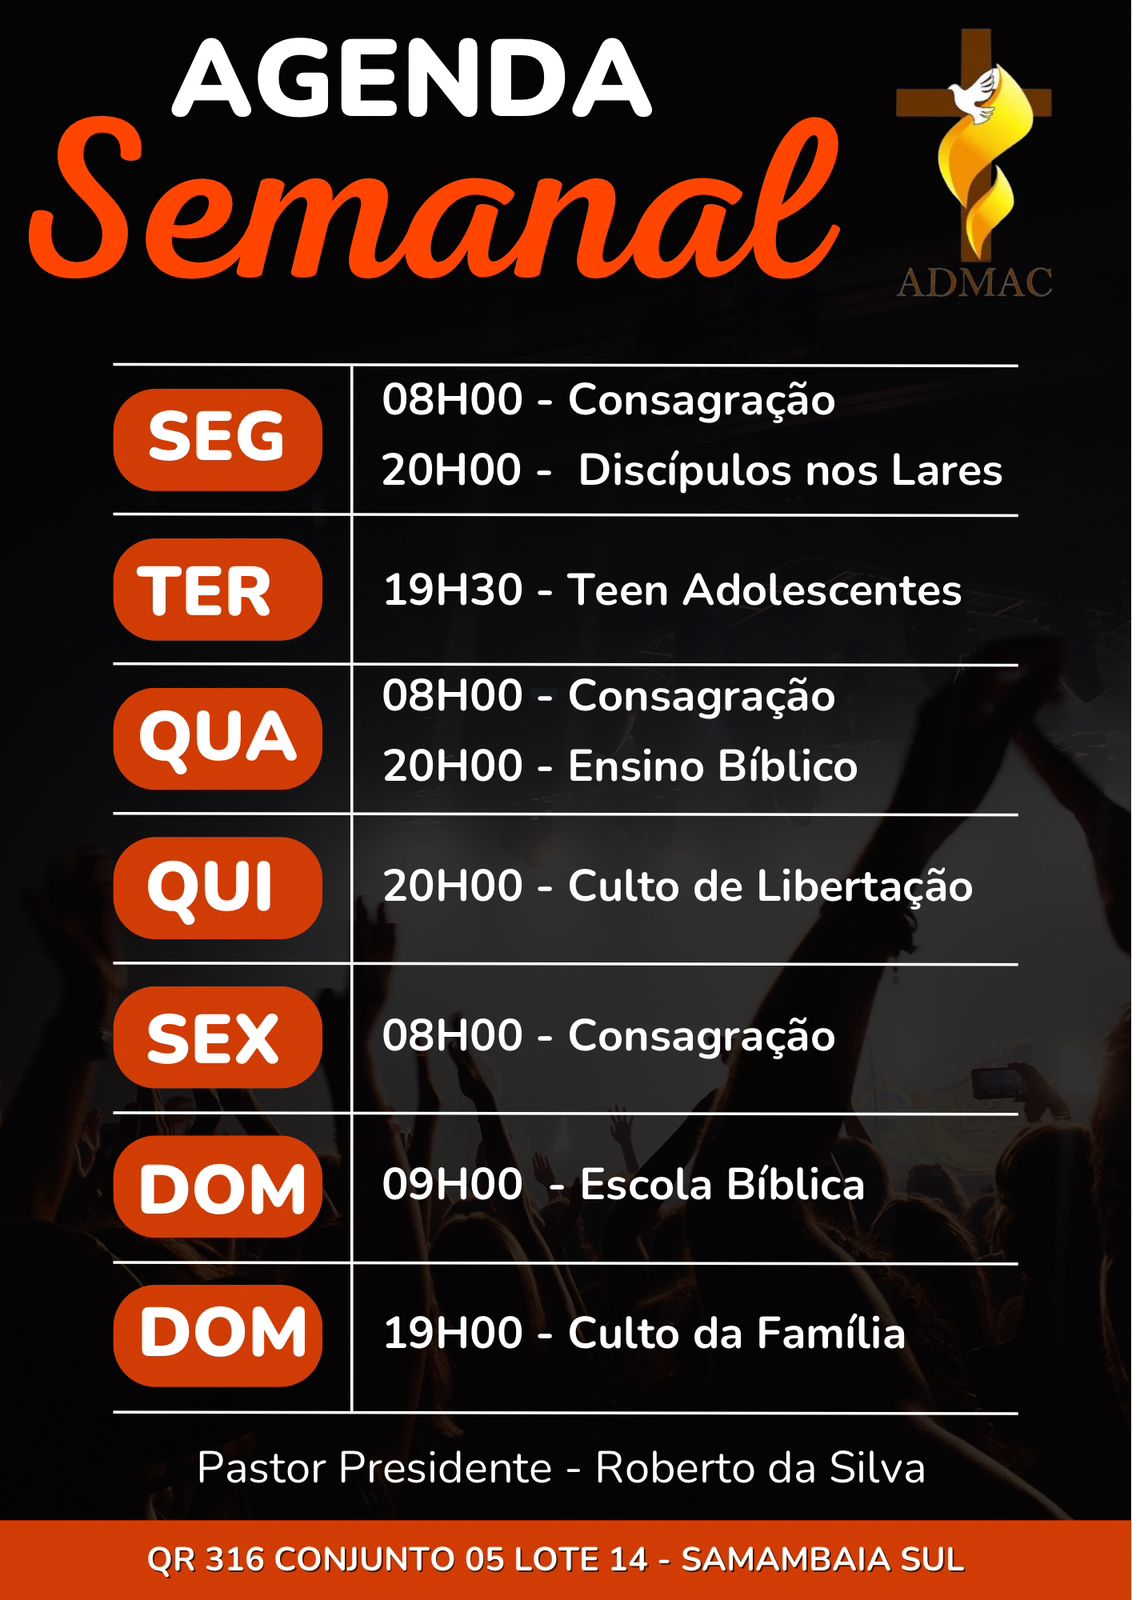 AGENDA
Semanal
ADMAC
SEG
08H00 - Consagração
20H00 - Discípulos nos Lares
TER
19H30 - Teen Adolescentes
QUA
08H00 - Consagração
20H00 - Ensino Bíblico
QUI
20H00 - Culto de Libertação
SEX
08H00 - Consagração
DOM
09H00 - Escola Bíblica
DOM
19H00 - Culto da Família
Pastor Presidente - Roberto da Silva
QR 316 CONJUNTO 05 LOTE 14 - SAMAMBAIA SUL